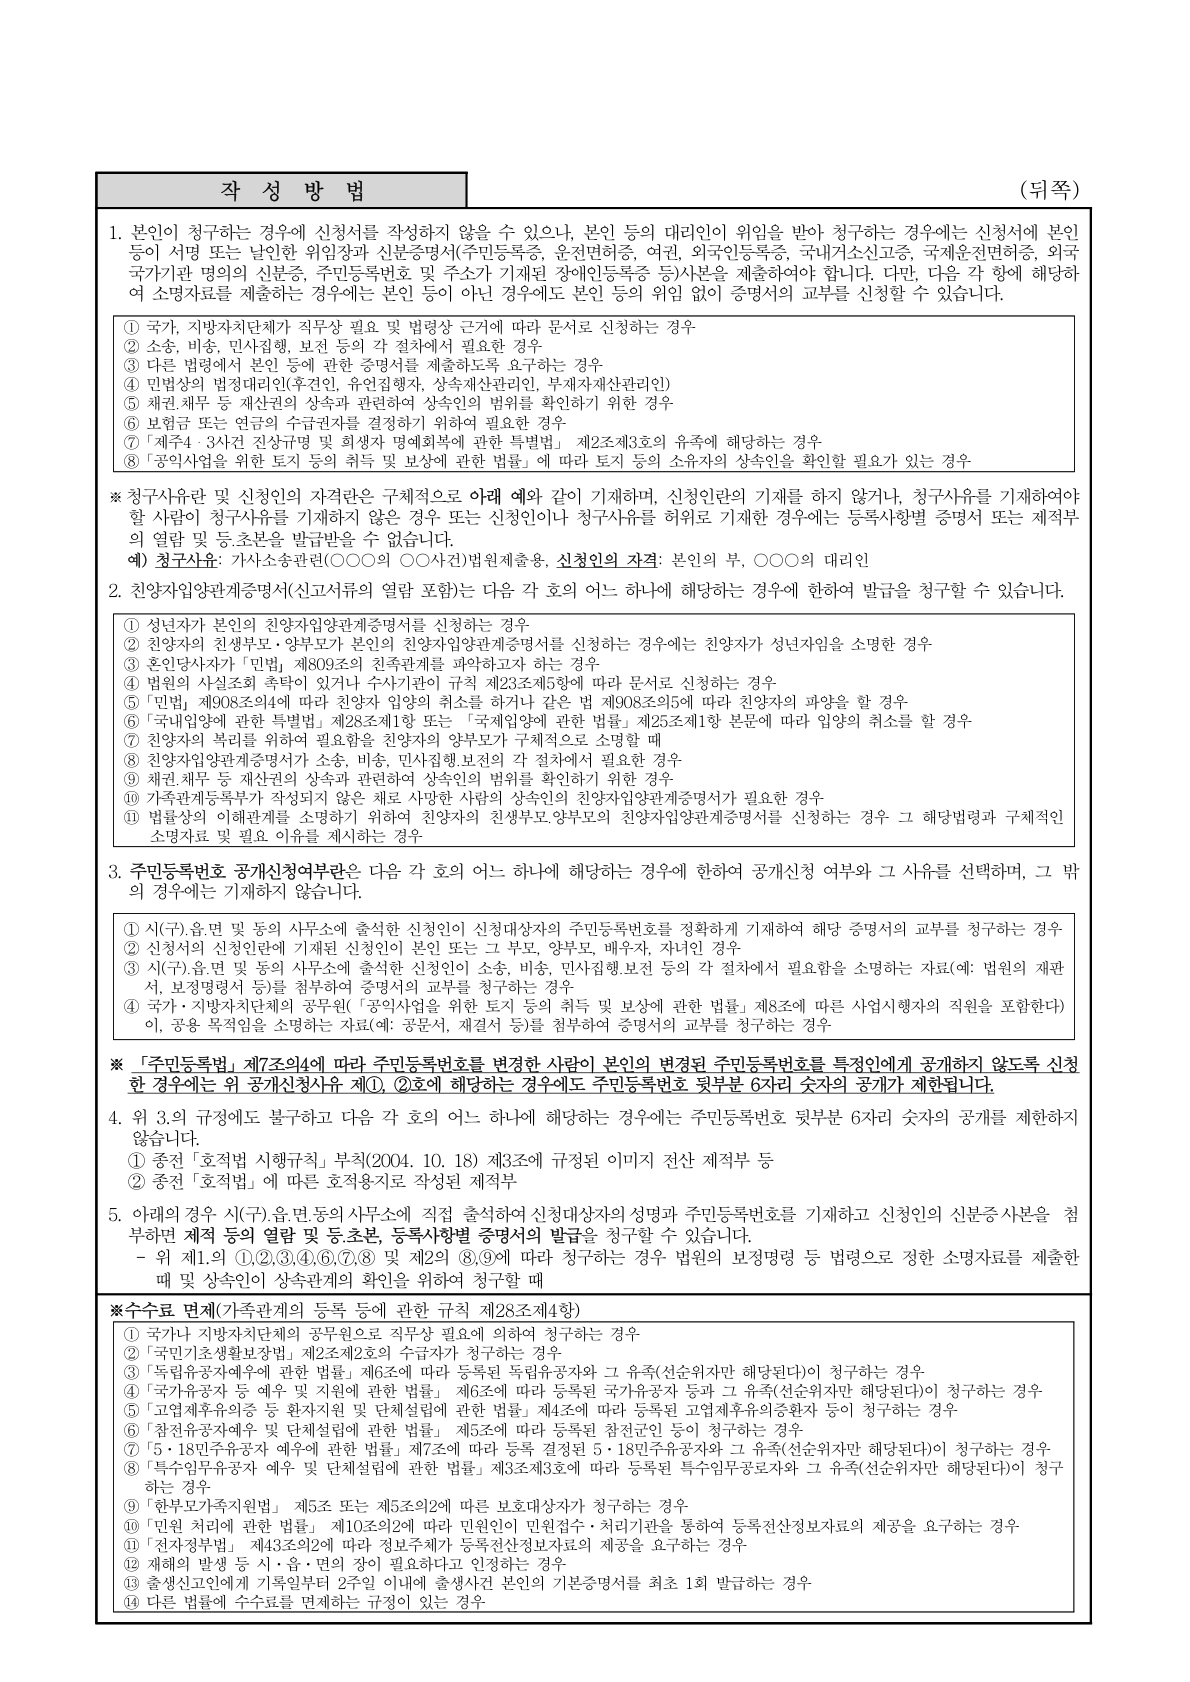 작 성 방 법
(뒤쪽)
1. 본인이 청구하는 경우에 신청서를 작성하지 않을 수 있으나, 본인 등의 대리인이 위임을 받아 청구하는 경우에는 신청서에 본인
등이 서명 또는 날인한 위임장과 신분증명서(주민등록증, 운전면허증, 여권, 외국인등록증, 국내거소신고증, 국제운전면허증, 외국
국가기관 명의의 신분증, 주민등록번호 및 주소가 기재된 장애인등록증 등)사본을 제출하여야 합니다. 다만, 다음 각 항에 해당하
여 소명자료를 제출하는 경우에는 본인 등이 아닌 경우에도 본인 등의 위임 없이 증명서의 교부를 신청할 수 있습니다.
① 국가, 지방자치단체가 직무상 필요 및 법령상 근거에 따라 문서로 신청하는 경우
② 소송, 비송, 민사집행, 보전 등의 각 절차에서 필요한 경우
③ 다른 법령에서 본인 등에 관한 증명서를 제출하도록 요구하는 경우
④ 민법상의 법정대리인(후견인, 유언집행자, 상속재산관리인, 부재자재산관리인)
⑤ 채권.채무 등 재산권의 상속과 관련하여 상속인의 범위를 확인하기 위한 경우
⑥ 보험금 또는 연금의 수급권자를 결정하기 위하여 필요한 경우
⑦「제주4ㆍ3사건 진상규명 및 희생자 명예회복에 관한 특별법」 제2조제3호의 유족에 해당하는 경우
⑧「공익사업을 위한 토지 등의 취득 및 보상에 관한 법률」에 따라 토지 등의 소유자의 상속인을 확인할 필요가 있는 경우
※ 청구사유란 및 신청인의 자격란은 구체적으로 아래 예와 같이 기재하며, 신청인란의 기재를 하지 않거나, 청구사유를 기재하여야
할 사람이 청구사유를 기재하지 않은 경우 또는 신청인이나 청구사유를 허위로 기재한 경우에는 등록사항별 증명서 또는 제적부
의 열람 및 등.초본을 발급받을 수 없습니다.
예) 청구사유: 가사소송관련(○○○의 ○○사건)법원제출용, 신청인의 자격: 본인의 부, ○○○의 대리인
2. 친양자입양관계증명서(신고서류의 열람 포함)는 다음 각 호의 어느 하나에 해당하는 경우에 한하여 발급을 청구할 수 있습니다.
① 성년자가 본인의 친양자입양관계증명서를 신청하는 경우
② 친양자의 친생부모·양부모가 본인의 친양자입양관계증명서를 신청하는 경우에는 친양자가 성년자임을 소명한 경우
③ 혼인당사자가「민법」제809조의 친족관계를 파악하고자 하는 경우
④ 법원의 사실조회 촉탁이 있거나 수사기관이 규칙 제23조제5항에 따라 문서로 신청하는 경우
⑤「민법」제908조의4에 따라 친양자 입양의 취소를 하거나 같은 법 제908조의5에 따라 친양자의 파양을 할 경우
⑥「국내입양에 관한 특별법」제28조제1항 또는 「국제입양에 관한 법률」제25조제1항 본문에 따라 입양의 취소를 할 경우
⑦ 친양자의 복리를 위하여 필요함을 친양자의 양부모가 구체적으로 소명할 때
⑧ 친양자입양관계증명서가 소송, 비송, 민사집행.보전의 각 절차에서 필요한 경우
⑨ 채권.채무 등 재산권의 상속과 관련하여 상속인의 범위를 확인하기 위한 경우
⑩ 가족관계등록부가 작성되지 않은 채로 사망한 사람의 상속인의 친양자입양관계증명서가 필요한 경우
⑪ 법률상의 이해관계를 소명하기 위하여 친양자의 친생부모.양부모의 친양자입양관계증명서를 신청하는 경우 그 해당법령과 구체적인
소명자료 및 필요 이유를 제시하는 경우
3. 주민등록번호 공개신청여부란은 다음 각 호의 어느 하나에 해당하는 경우에 한하여 공개신청 여부와 그 사유를 선택하며, 그 밖
의 경우에는 기재하지 않습니다.
① 시(구).읍.면 및 동의 사무소에 출석한 신청인이 신청대상자의 주민등록번호를 정확하게 기재하여 해당 증명서의 교부를 청구하는 경우
② 신청서의 신청인란에 기재된 신청인이 본인 또는 그 부모, 양부모, 배우자, 자녀인 경우
③ 시(구).읍.면 및 동의 사무소에 출석한 신청인이 소송, 비송, 민사집행.보전 등의 각 절차에서 필요함을 소명하는 자료(예: 법원의 재판
서, 보정명령서 등)를 첨부하여 증명서의 교부를 청구하는 경우
④ 국가·지방자치단체의 공무원(「공익사업을 위한 토지 등의 취득 및 보상에 관한 법률」제8조에 따른 사업시행자의 직원을 포함한다)
이, 공용 목적임을 소명하는 자료(예: 공문서, 재결서 등)를 첨부하여 증명서의 교부를 청구하는 경우
※ 「주민등록법」제7조의4에 따라 주민등록번호를 변경한 사람이 본인의 변경된 주민등록번호를 특정인에게 공개하지 않도록 신청
한 경우에는 위 공개신청사유 제①, ②호에 해당하는 경우에도 주민등록번호 뒷부분 6자리 숫자의 공개가 제한됩니다.
4. 위 3.의 규정에도 불구하고 다음 각 호의 어느 하나에 해당하는 경우에는 주민등록번호 뒷부분 6자리 숫자의 공개를 제한하지
않습니다.
① 종전「호적법 시행규칙」부칙(2004. 10. 18) 제3조에 규정된 이미지 전산 제적부 등
② 종전「호적법」에 따른 호적용지로 작성된 제적부
5. 아래의 경우 시(구).읍.면.동의 사무소에 직접 출석하여 신청대상자의 성명과 주민등록번호를 기재하고 신청인의 신분증 사본을 첨
부하면 제적 등의 열람 및 등.초본, 등록사항별 증명서의 발급을 청구할 수 있습니다.
- 위 제1.의 ①,②,③,④,⑥,⑦,⑧ 및 제2의 ⑧,⑨에 따라 청구하는 경우 법원의 보정명령 등 법령으로 정한 소명자료를 제출한
때 및 상속인이 상속관계의 확인을 위하여 청구할 때
※수수료 면제(가족관계의 등록 등에 관한 규칙 제28조제4항)
① 국가나 지방자치단체의 공무원으로 직무상 필요에 의하여 청구하는 경우
②「국민기초생활보장법」제2조제2호의 수급자가 청구하는 경우
③「독립유공자예우에 관한 법률」제6조에 따라 등록된 독립유공자와 그 유족(선순위자만 해당된다)이 청구하는 경우
④「국가유공자 등 예우 및 지원에 관한 법률」 제6조에 따라 등록된 국가유공자 등과 그 유족(선순위자만 해당된다)이 청구하는 경우
⑤「고엽제후유의증 등 환자지원 및 단체설립에 관한 법률」제4조에 따라 등록된 고엽제후유의증환자 등이 청구하는 경우
⑥「참전유공자예우 및 단체설립에 관한 법률」 제5조에 따라 등록된 참전군인 등이 청구하는 경우
⑦「5·18민주유공자 예우에 관한 법률」제7조에 따라 등록 결정된 5·18민주유공자와 그 유족(선순위자만 해당된다)이 청구하는 경우
⑧「특수임무유공자 예우 및 단체설립에 관한 법률」제3조제3호에 따라 등록된 특수임무공로자와 그 유족(선순위자만 해당된다)이 청구
하는 경우
⑨「한부모가족지원법」 제5조 또는 제5조의2에 따른 보호대상자가 청구하는 경우
⑩「민원 처리에 관한 법률」 제10조의2에 따라 민원인이 민원접수·처리기관을 통하여 등록전산정보자료의 제공을 요구하는 경우
⑪「전자정부법」 제43조의2에 따라 정보주체가 등록전산정보자료의 제공을 요구하는 경우
⑫ 재해의 발생 등 시·읍·면의 장이 필요하다고 인정하는 경우
⑬ 출생신고인에게 기록일부터 2주일 이내에 출생사건 본인의 기본증명서를 최초 1회 발급하는 경우
⑭ 다른 법률에 수수료를 면제하는 규정이 있는 경우